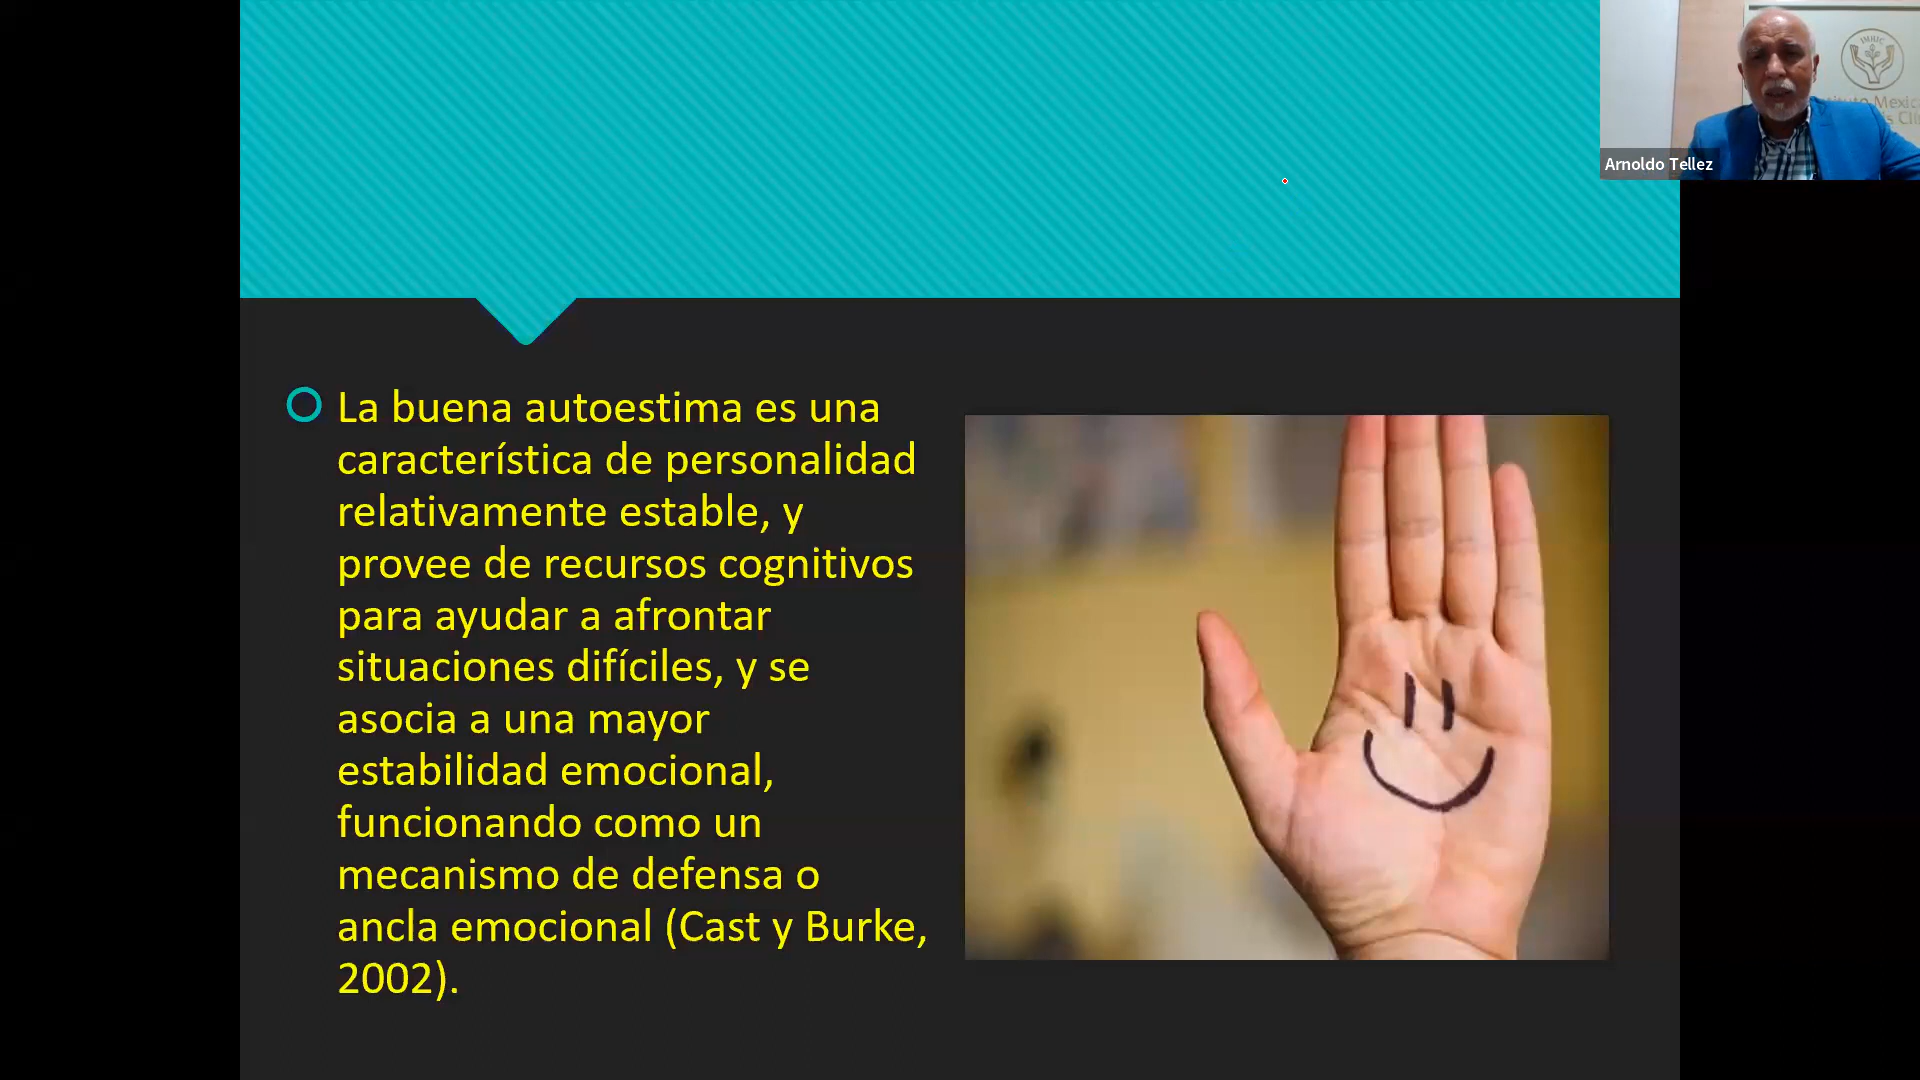 IMHIC
Arnoldo Tellez
La buena autoestima es una
característica de personalidad
relativamente estable, y
provee de recursos cognitivos
para ayudar a afrontar
situaciones difíciles, y se
asocia a una mayor
estabilidad emocional,
funcionando como un
mecanismo de defensa o
ancla emocional (Cast y Burke,
2002).